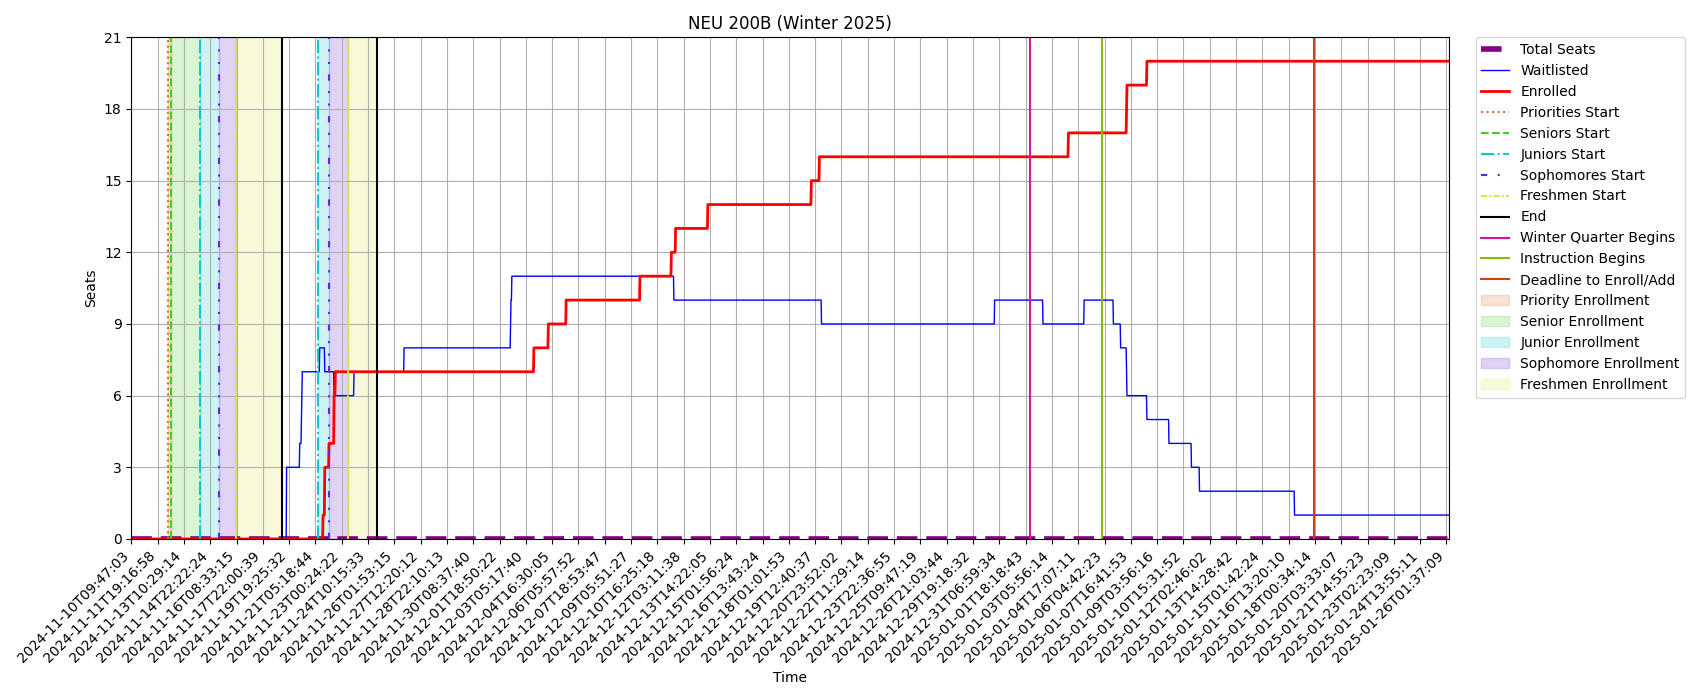 NEU 200B (Winter 2025)
21
18
15
12
9
6
3
0
Seats
2024-11-10T09:47:03
2024-11-11T19:16:58
2024-11-13T10:29:14
2024-11-14T22:22:24
2024-11-16T08:33:15
2024-11-17T22:00:39
2024-11-19T19:25:32
2024-11-21T05:18:44
2024-11-23T00:24:22
2024-11-24T10:15:33
2024-11-26T01:53:15
2024-11-27T12:20:12
2024-11-28T22:10:13
2024-11-30T08:37:40
2024-12-01T18:50:22
2024-12-03T05:17:40
2024-12-04T16:30:05
2024-12-06T05:57:52
2024-12-07T18:53:47
2024-12-09T05:51:27
2024-12-10T16:25:18
2024-12-12T03:11:38
2024-12-13T14:22:05
2024-12-15T01:56:24
2024-12-16T13:43:24
2024-12-18T01:01:53
2024-12-19T12:40:37
2024-12-20T23:52:02
2024-12-22T11:29:14
2024-12-23T22:36:55
2024-12-25T09:47:19
2024-12-26T21:03:44
2024-12-29T19:18:32
2024-12-31T06:59:34
2025-01-01T18:18:43
2025-01-03T05:56:14
2025-01-04T17:07:11
2025-01-06T04:42:23
2025-01-07T16:41:53
2025-01-09T03:56:16
2025-01-10T15:31:52
2025-01-12T02:46:02
2025-01-13T14:28:42
2025-01-15T01:42:24
2025-01-16T13:20:10
2025-01-18T00:34:14
2025-01-20T03:33:07
2025-01-21T14:55:23
2025-01-23T02:23:09
2025-01-24T13:55:11
2025-01-26T01:37:09
Time
Total Seats
Waitlisted
Enrolled
Priorities Start
Seniors Start
Juniors Start
Sophomores Start
Freshmen Start
End
Winter Quarter Begins
Instruction Begins
Deadline to Enroll/Add
Priority Enrollment
Senior Enrollment
Junior Enrollment
Sophomore Enrollment
Freshmen Enrollment